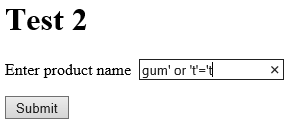 Test 2
Enter product name gum' or 't'='t ×
Submit